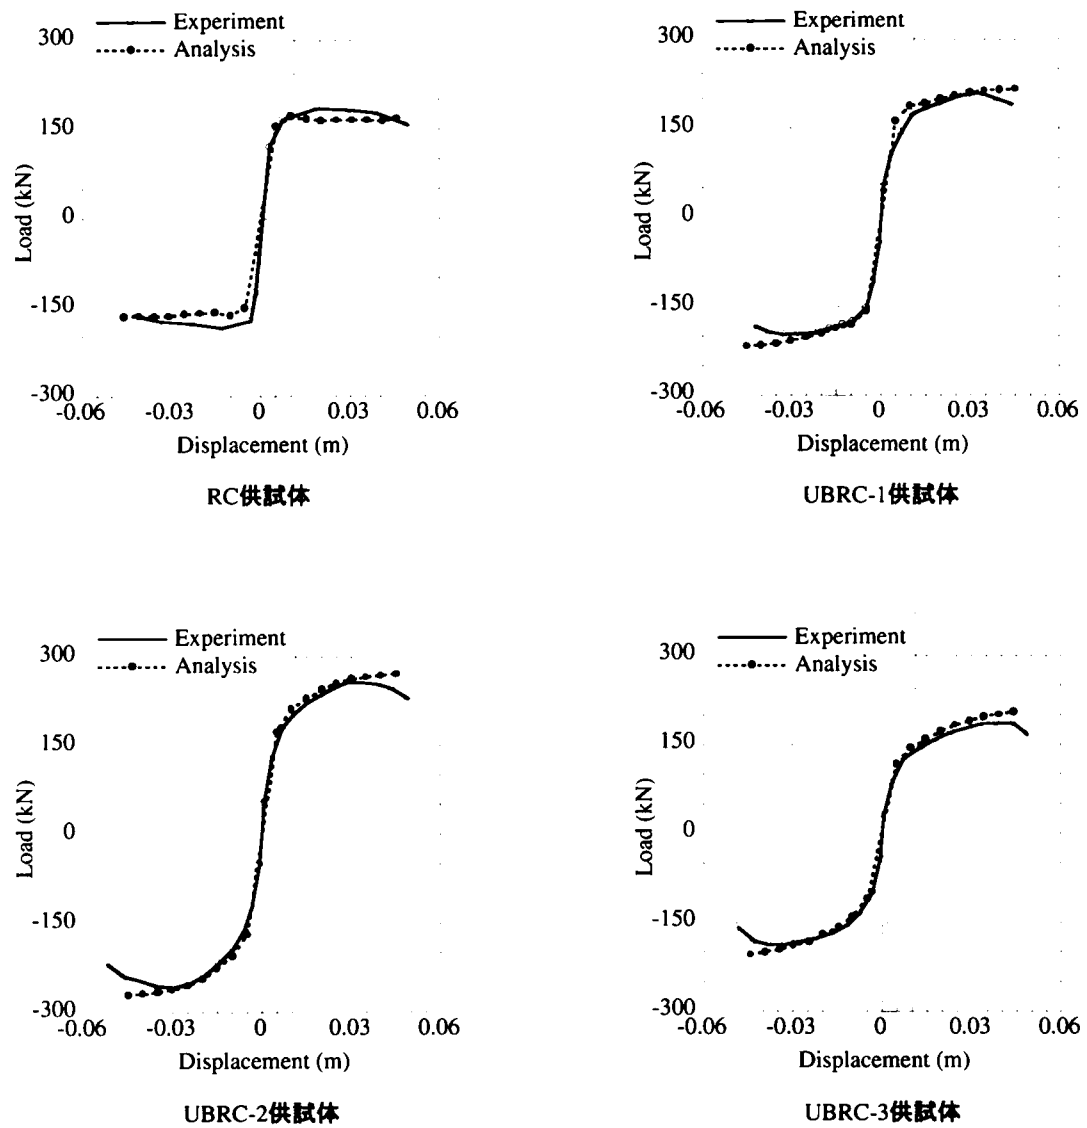 Experiment
Analysis
300
150
0
-150
-300
Load (kN)
-0.06 -0.03 0 0.03 0.06
Displacement (m)
RC供試体
Experiment
Analysis
300
150
0
-150
-300
Load (kN)
-0.06 -0.03 0 0.03 0.06
Displacement (m)
UBRC-1供試体
Experiment
Analysis
300
150
0
-150
-300
Load (kN)
-0.06 -0.03 0 0.03 0.06
Displacement (m)
UBRC-2供試体
Experiment
Analysis
300
150
0
-150
-300
Load (kN)
-0.06 -0.03 0 0.03 0.06
Displacement (m)
UBRC-3供試体